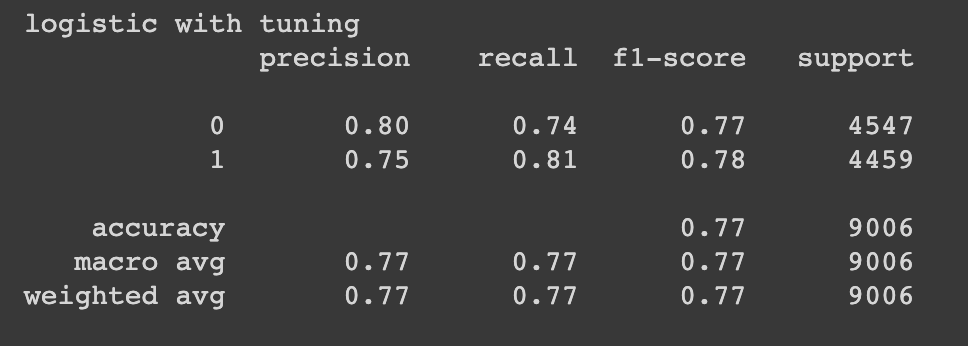 logistic with tuning
precision recall f1-score support
0 0.80 0.74 0.77 4547
1 0.75 0.81 0.78 4459
accuracy 0.77 9006
macro avg 0.77 0.77 0.77 9006
weighted avg 0.77 0.77 0.77 9006